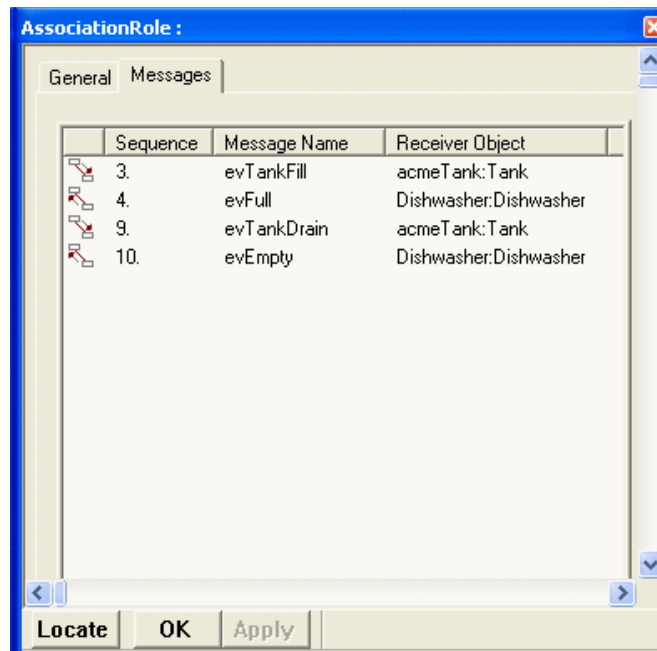 AssociationRole :
General Messages
Sequence Message Name Receiver Object
3. evTankFill acmeTank:Tank
4. evFull Dishwasher:Dishwasher
9. evTankDrain acmeTank:Tank
10. evEmpty Dishwasher:Dishwasher
Locate OK Apply